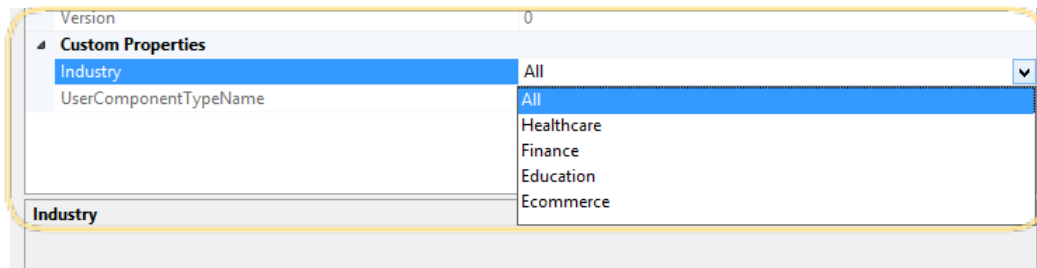 Version 0
Custom Properties
Industry All
UserComponentTypeName All
Healthcare
Finance
Education
Ecommerce
Industry